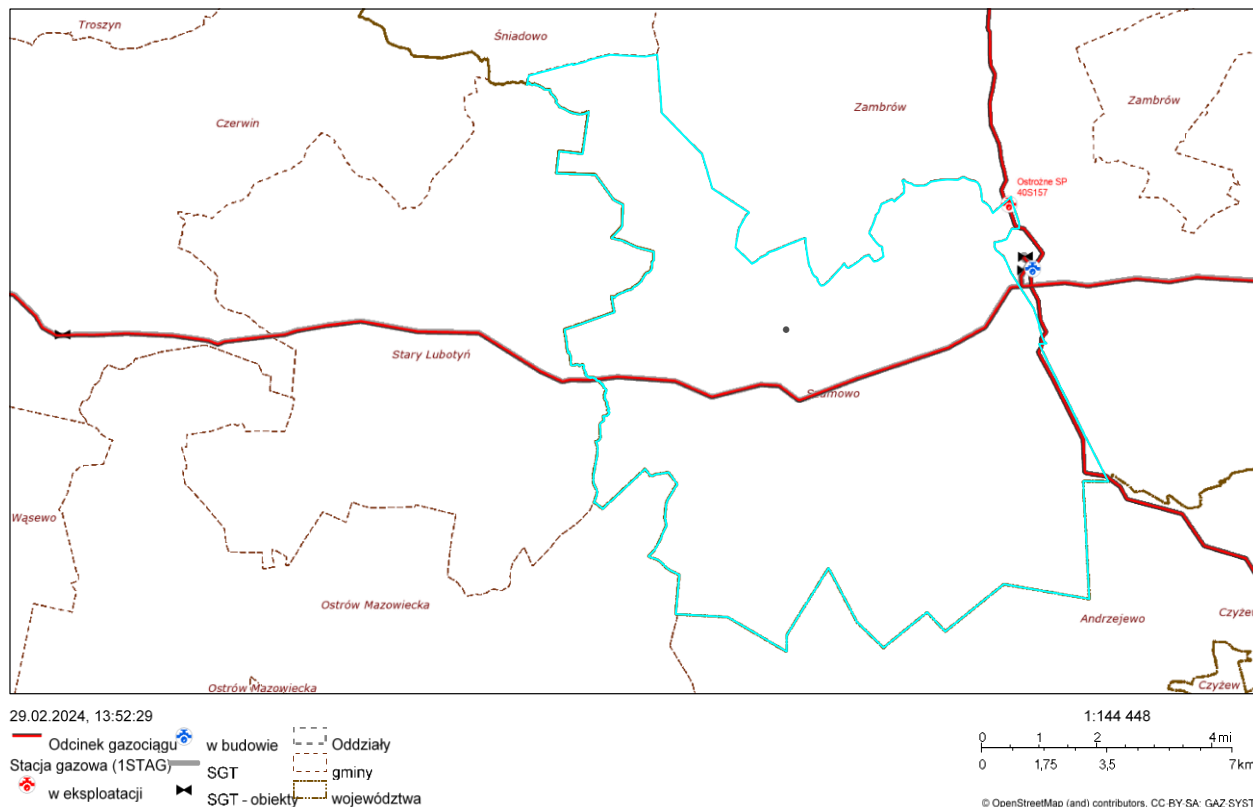 Troszyn
Śniadowo
Zambrów
Zambrów
Czerwin
Ostrożne SP
40S157
Stary Lubotyń
Szumowo
Wąsewo
Ostrów Mazowiecka
Andrzejewo
Czyżew
Ostrów Mazowiecka
Czyżew
29.02.2024, 13:52:29
Odcinek gazociągu
w budowie
Oddziały
Stacja gazowa (1STAG)
SGT
gminy
w eksploatacji
SGT - obiekty
województwa
1:144 448
0 1 2 4 mi
0 1,75 3,5 7 km
© OpenStreetMap (and) contributors, CC-BY-SA; GAZ-SYST